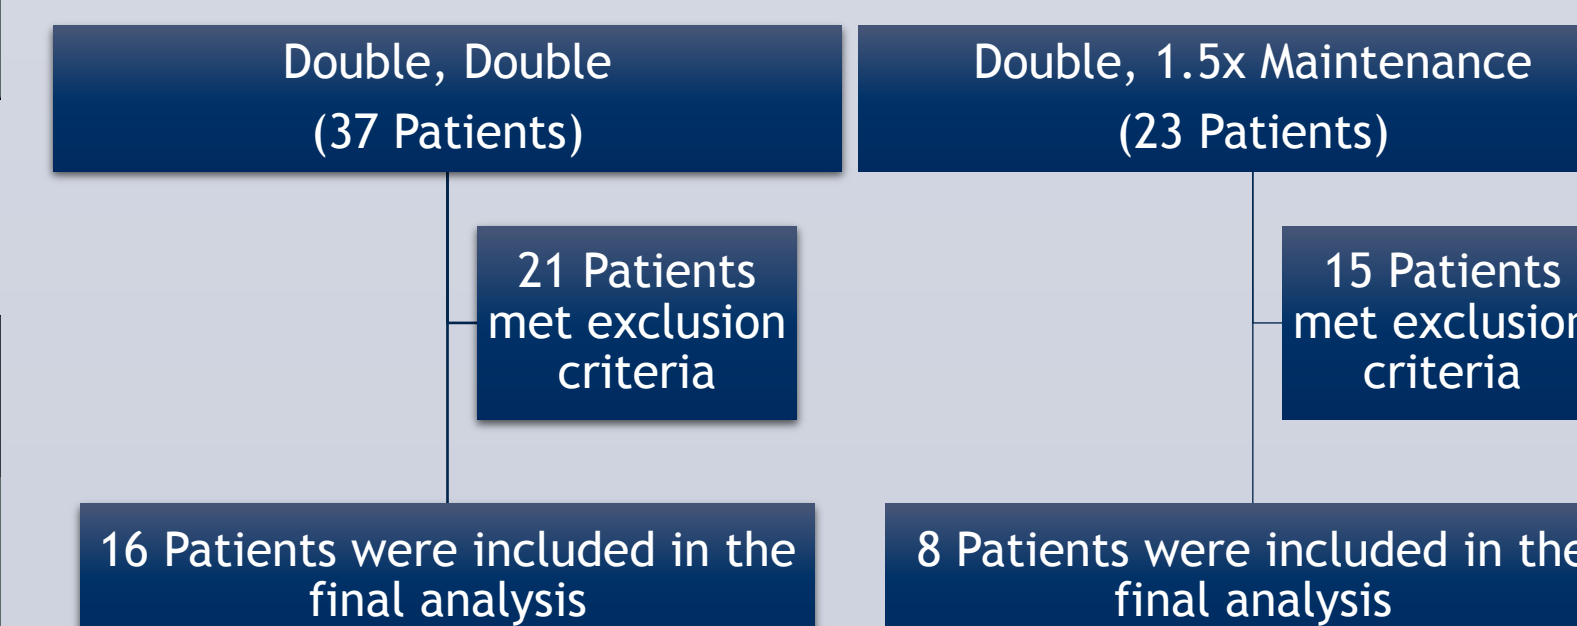 Double, Double
(37 Patients)
Double, 1.5x Maintenance
(23 Patients)
21 Patients
met exclusion
criteria
15 Patients
met exclusion
criteria
16 Patients were included in the
final analysis
8 Patients were included in the
final analysis